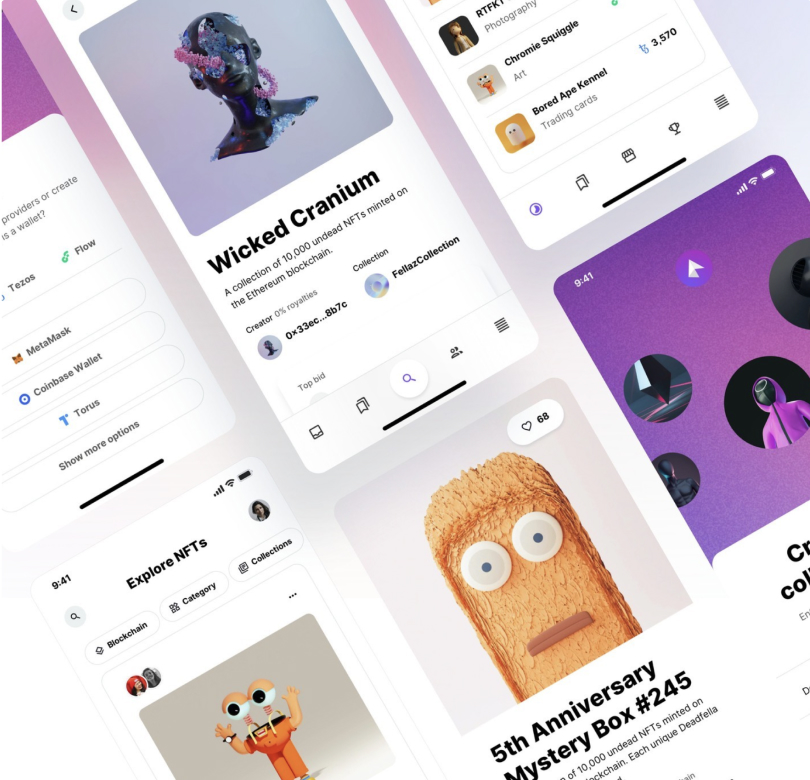 providers or create
is a wallet?
Tezos
Flow
MetaMask
Coinbase Wallet
Torus
Show more options
Wicked Cranium
A collection of 10,000 undead NFTs minted on
the Ethereum blockchain.
Creator 0% royalties
0x33ec...8b7c
Collection
FellazCollection
Top bid
RTFKT
Photography
Chromie Squiggle
Art
3,570
Bored Ape Kennel
Trading cards
9:41
Explore NFTs
Blockchain
Category
Collections
68
5th Anniversary
Mystery Box #245
of 10,000 undead NFTs minted on
blockchain. Each unique Deadfella
9:41
Cr
coll
En